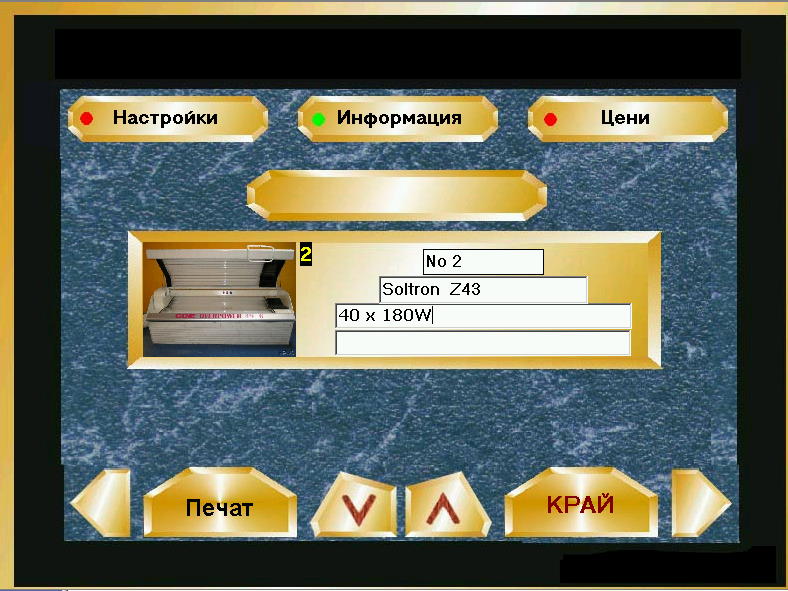 Настройки
Информация
Цени
2
No 2
Soltron Z43
40 x 180W
Печат
КРАЙ